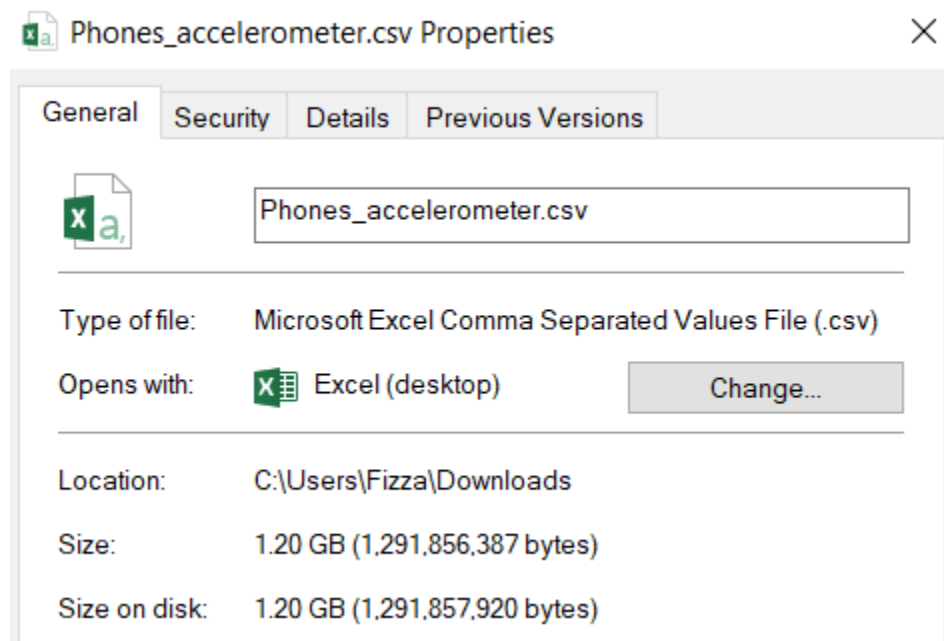 Phones_accelerometer.csv Properties
General Security Details Previous Versions
Phones_accelerometer.csv
Type of file: Microsoft Excel Comma Separated Values File (.csv)
Opens with: Excel (desktop) Change...
Location: C:\Users\Fizza\Downloads
Size: 1.20 GB (1,291,856,387 bytes)
Size on disk: 1.20 GB (1,291,857,920 bytes)